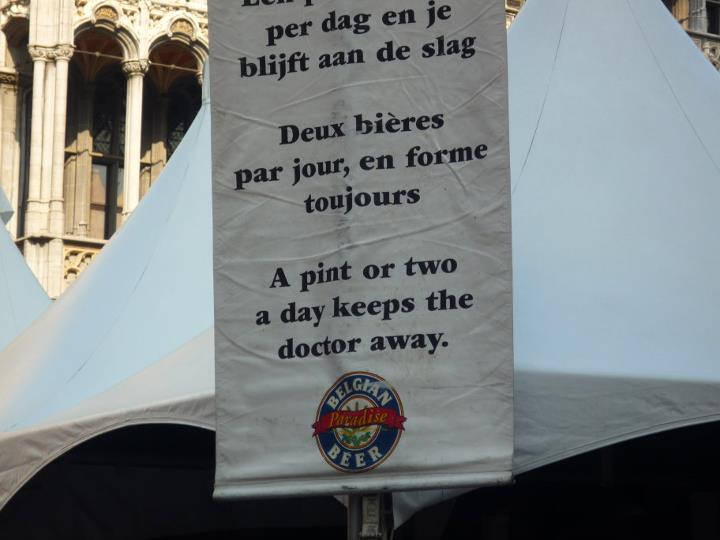 per dag en je
blijft aan de slag
Deux bières
par jour, en forme
toujours
A pint or two
a day keeps the
doctor away.
BELGIAN
Paradise
BEER